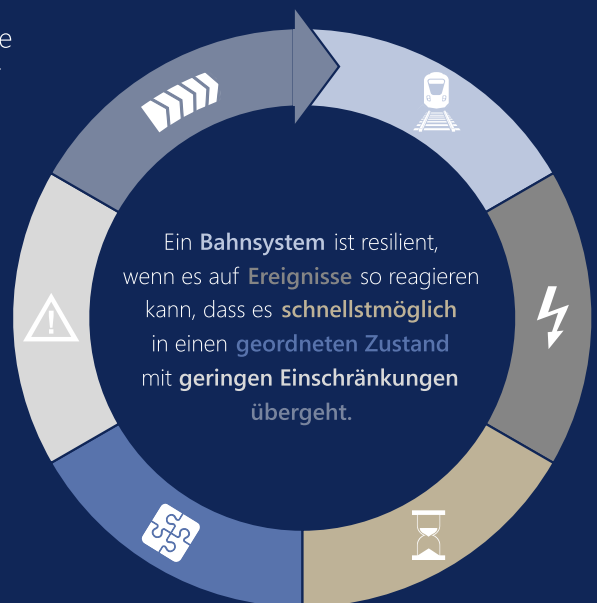 e
Ein Bahnsystem ist resilient,
wenn es auf Ereignisse so reagieren
kann, dass es schnellstmöglich
in einen geordneten Zustand
mit geringen Einschränkungen
übergeht.